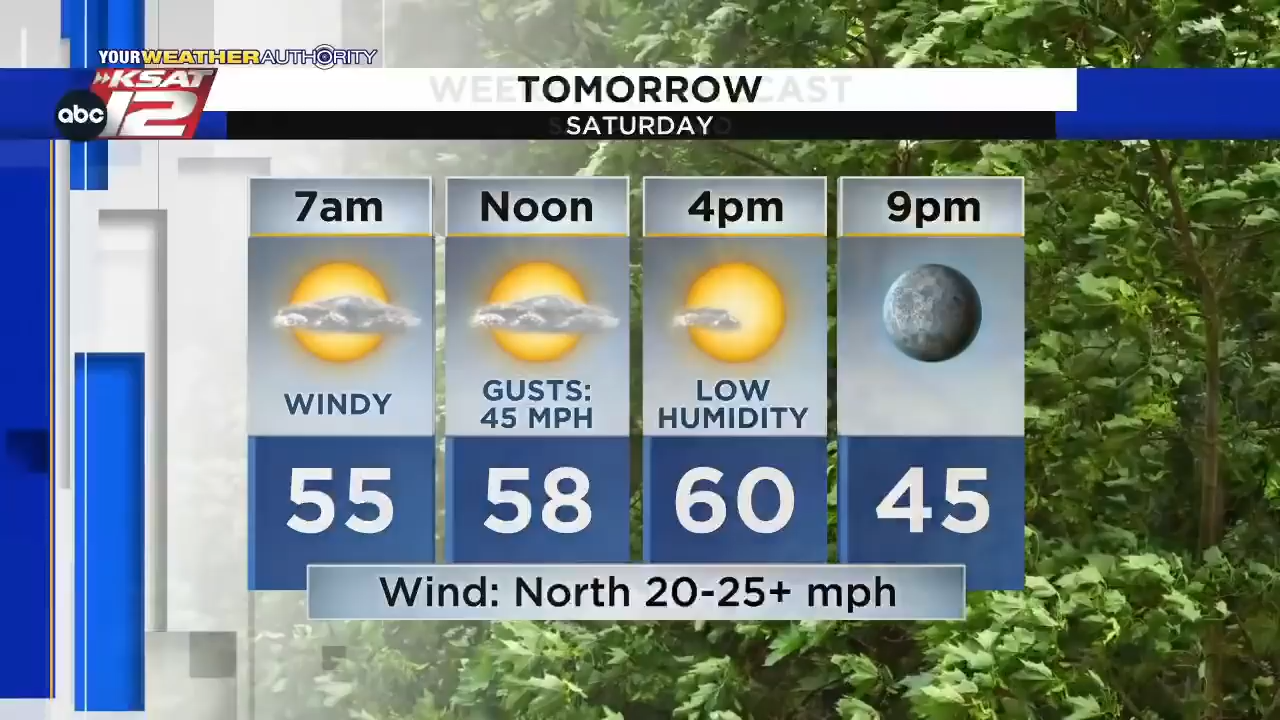 YOUR WEATHER AUTHORITY
KSAT
abc 12
TOMORROW
SATURDAY
7am Noon 4pm 9pm
WINDY
GUSTS:
45 MPH
LOW
HUMIDITY
55 58 60 45
Wind: North 20-25+ mph